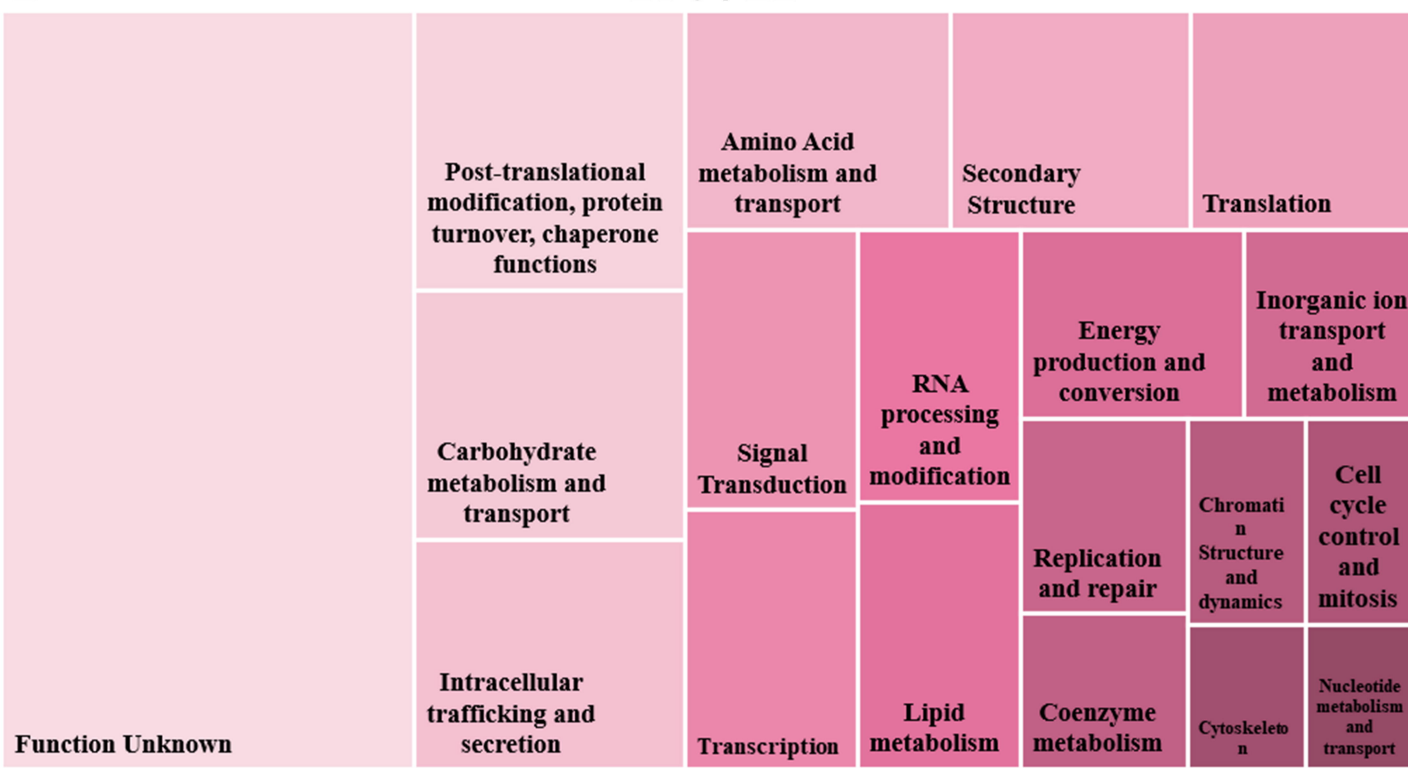 Function Unknown
Post-translational
modification, protein
turnover, chaperone
functions
Carbohydrate
metabolism and
transport
Intracellular
trafficking and
secretion
Amino Acid
metabolism and
transport
Secondary
Structure
Translation
Signal
Transduction
Transcription
RNA
processing
and
modification
Lipid
metabolism
Energy
production and
conversion
Inorganic ion
transport
and
metabolism
Replication
and repair
Coenzyme
metabolism
Chromati
n
Structure
and
dynamics
Cell
cycle
control
and
mitosis
Cytoskeleto
n
Nucleotide
metabolism
and
transport